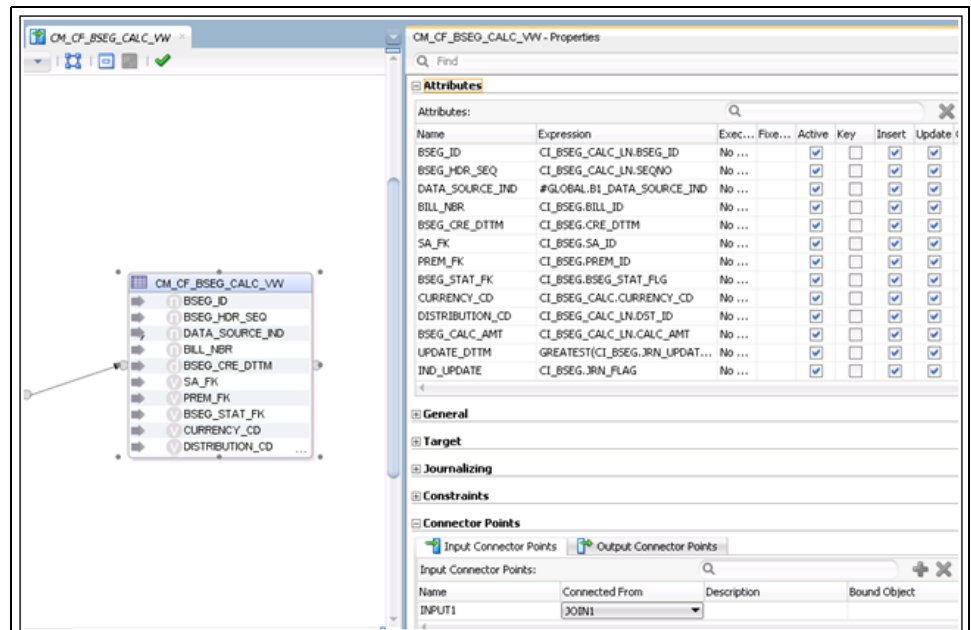 CM_CF_BSEG_CALC_VW
CM_CF_BSEG_CALC_VW
BSEG_ID
BSEG_HDR_SEQ
DATA_SOURCE_IND
BILL_NBR
BSEG_CRE_DTTM
SA_FK
PREM_FK
BSEG_STAT_FK
CURRENCY_CD
DISTRIBUTION_CD ...
CM_CF_BSEG_CALC_VW - Properties
Find
Attributes
Attributes:
Name Expression Exec... Fixe... Active Key Insert Update
BSEG_ID CI_BSEG_CALC_LN.BSEG_ID No ...
BSEG_HDR_SEQ CI_BSEG_CALC_LN.SEQNO No ...
DATA_SOURCE_IND #GLOBAL.B1_DATA_SOURCE_IND No ...
BILL_NBR CI_BSEG.BILL_ID No ...
BSEG_CRE_DTTM CI_BSEG.CRE_DTTM No ...
SA_FK CI_BSEG.SA_ID No ...
PREM_FK CI_BSEG.PREM_ID No ...
BSEG_STAT_FK CI_BSEG.BSEG_STAT_FLG No ...
CURRENCY_CD CI_BSEG_CALC.CURRENCY_CD No ...
DISTRIBUTION_CD CI_BSEG_CALC_LN.DST_ID No ...
BSEG_CALC_AMT CI_BSEG_CALC_LN.CALC_AMT No ...
UPDATE_DTTM GREATEST(CI_BSEG.JRN_UPDAT... No ...
IND_UPDATE CI_BSEG.JRN_FLAG No ...
General
Target
Journalizing
Constraints
Connector Points
Input Connector Points Output Connector Points
Input Connector Points:
Name Connected From Description Bound Object
INPUT1 JOIN1